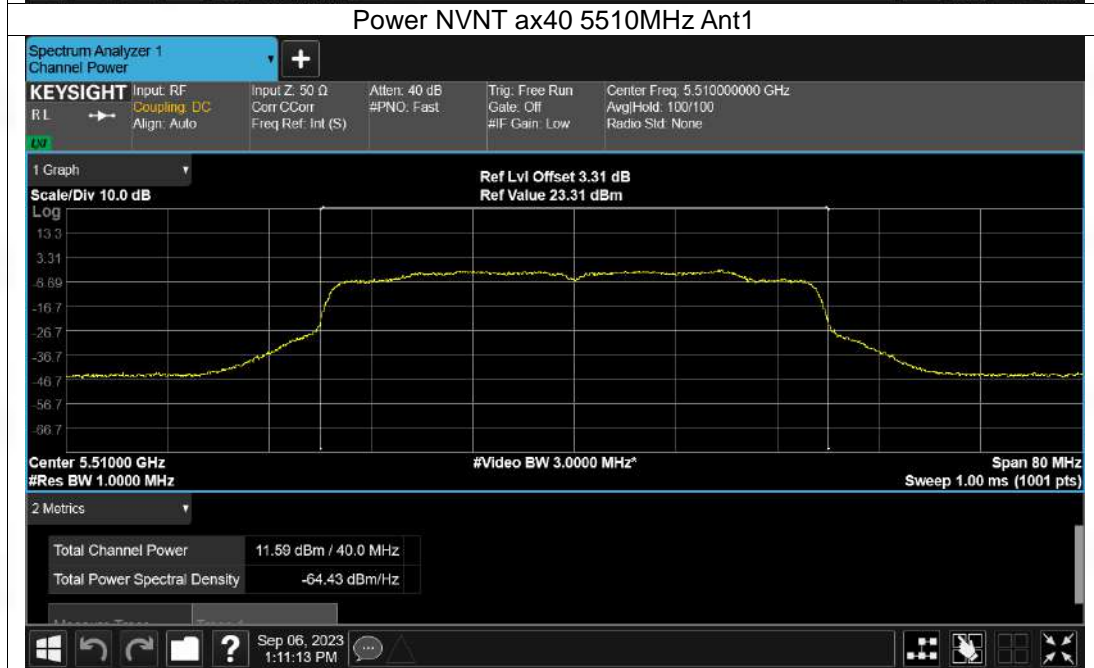 Power NVNT ax40 5510MHz Ant1
Spectrum Analyzer 1
Channel Power
+
KEYSIGHT
RL
LXI
Input: RF
Coupling: DC
Align: Auto
Input Z: 50 Ω
Corr CCorr
Freq Ref: Int (S)
Atten: 40 dB
#PNO: Fast
Trig: Free Run
Gate: Off
#IF Gain: Low
Center Freq: 5.510000000 GHz
Avg|Hold: 100/100
Radio Std: None
1 Graph
Scale/Div 10.0 dB
Ref Lvl Offset 3.31 dB
Ref Value 23.31 dBm
Log
13.3
3.31
-6.69
-16.7
-26.7
-36.7
-46.7
-56.7
-66.7
Center 5.51000 GHz
#Res BW 1.0000 MHz
#Video BW 3.0000 MHz*
Span 80 MHz
Sweep 1.00 ms (1001 pts)
2 Metrics
Total Channel Power 11.59 dBm / 40.0 MHz
Total Power Spectral Density -64.43 dBm/Hz
?
Sep 06, 2023
1:11:13 PM